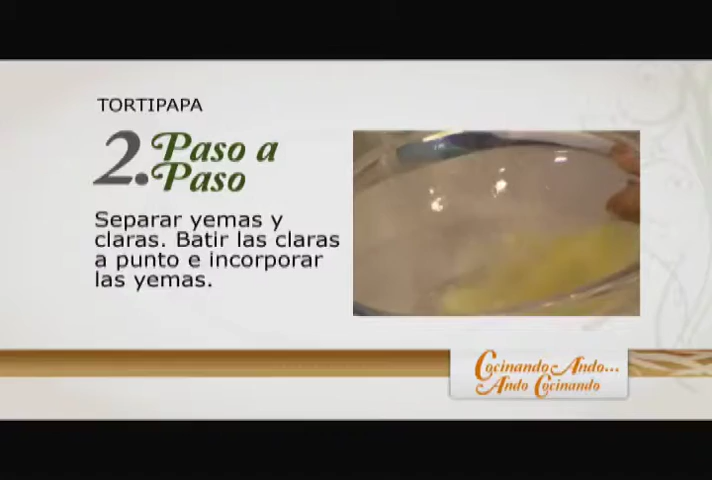 TORTIPAPA
2. Paso a
Paso
Separar yemas y
claras. Batir las claras
a punto e incorporar
las yemas.
Cocinando Ando...
Ando Cocinando